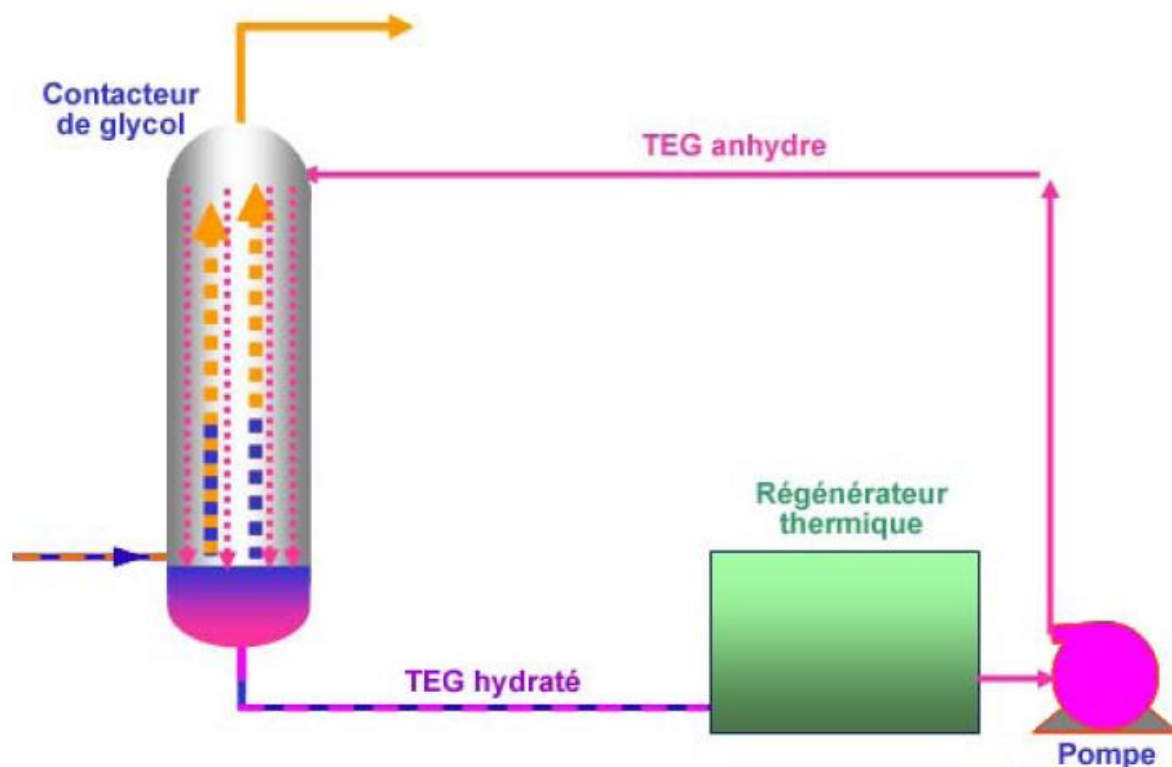 Contacteur
de glycol
TEG anhydre
Régénérateur
thermique
TEG hydraté
Pompe